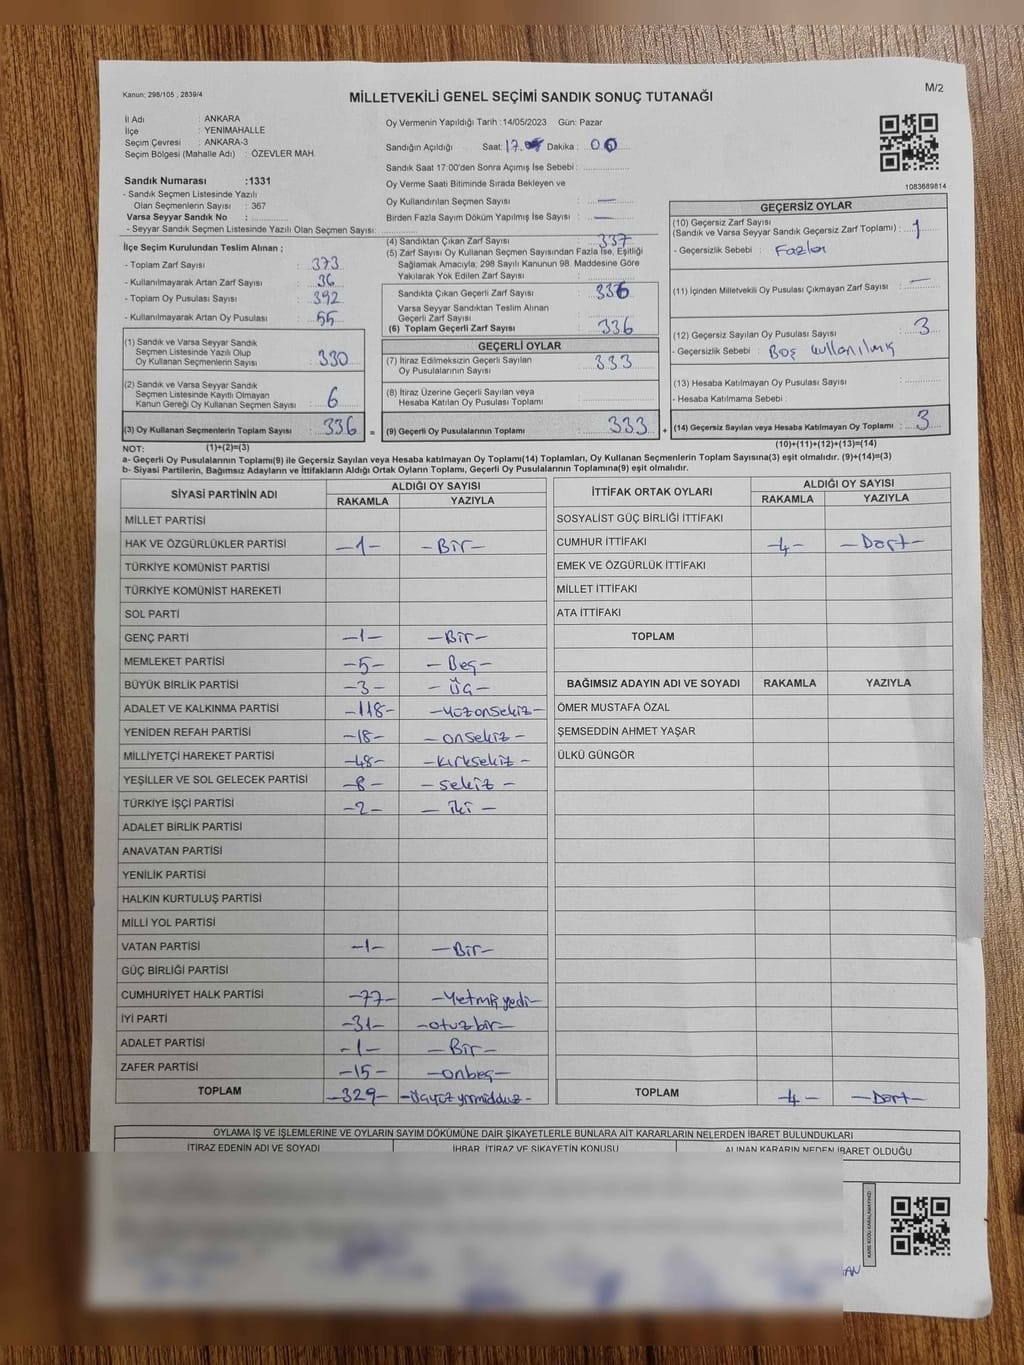 Kanun; 298/105 , 2839/4
M/2
MİLLETVEKİLİ GENEL SEÇİMİ SANDIK SONUÇ TUTANAĞI
İl Adı : ANKARA
İlçe : YENİMAHALLE
Seçim Çevresi : ANKARA-3
Seçim Bölgesi (Mahalle Adı) : ÖZEVLER MAH.
Oy Vermenin Yapıldığı Tarih :14/05/2023 Gün: Pazar
Sandığın Açıldığı Saat: 17. Dakika : 00
Sandık Saat 17:00'den Sonra Açımış İse Sebebi :
Sandık Numarası :1331
- Sandık Seçmen Listesinde Yazılı
Olan Seçmenlerin Sayısı : 367
Varsa Seyyar Sandık No :
- Seyyar Sandık Seçmen Listesinde Yazılı Olan Seçmen Sayısı:
Oy Verme Saati Bitiminde Sırada Bekleyen ve
Oy Kullandırılan Seçmen Sayısı : —
Birden Fazla Sayım Döküm Yapılmış İse Sayısı : —
1083689814
İlçe Seçim Kurulundan Teslim Alınan ;
- Toplam Zarf Sayısı : 373
- Kullanılmayarak Artan Zarf Sayısı : 36
- Toplam Oy Pusulası Sayısı : 392
- Kullanılmayarak Artan Oy Pusulası : 55
(1) Sandık ve Varsa Seyyar Sandık
Seçmen Listesinde Yazılı Olup
Oy Kullanan Seçmenlerin Sayısı : 330
(2) Sandık ve Varsa Seyyar Sandık
Seçmen Listesinde Kayıtlı Olmayan
Kanun Gereği Oy Kullanan Seçmen Sayısı : 6
(3) Oy Kullanan Seçmenlerin Toplam Sayısı : 336 =
(4) Sandıktan Çıkan Zarf Sayısı : 337
(5) Zarf Sayısı Oy Kullanan Seçmen Sayısından Fazla İse, Eşitliği
Sağlamak Amacıyla; 298 Sayılı Kanunun 98. Maddesine Göre
Yakılarak Yok Edilen Zarf Sayısı :
Sandıkta Çıkan Geçerli Zarf Sayısı : 336
Varsa Seyyar Sandıktan Teslim Alınan
Geçerli Zarf Sayısı :
(6) Toplam Geçerli Zarf Sayısı : 336
GEÇERLİ OYLAR
(7) İtiraz Edilmeksizin Geçerli Sayılan
Oy Pusulalarının Sayısı : 333
(8) İtiraz Üzerine Geçerli Sayılan veya
Hesaba Katılan Oy Pusulası Toplamı :
(9) Geçerli Oy Pusulalarının Toplamı : 333 +
GEÇERSİZ OYLAR
(10) Geçersiz Zarf Sayısı
(Sandık ve Varsa Seyyar Sandık Geçersiz Zarf Toplamı) : 1
- Geçersizlik Sebebi : Fazla
(11) İçinden Milletvekili Oy Pusulası Çıkmayan Zarf Sayısı : —
(12) Geçersiz Sayılan Oy Pusulası Sayısı : 3
- Geçersizlik Sebebi : Boş kullanılmış
(13) Hesaba Katılmayan Oy Pusulası Sayısı :
- Hesaba Katılmama Sebebi :
(14) Geçersiz Sayılan veya Hesaba Katılmayan Oy Toplamı : 3
NOT: (1)+(2)=(3)
(10)+(11)+(12)+(13)=(14)
a- Geçerli Oy Pusulalarının Toplamı(9) ile Geçersiz Sayılan veya Hesaba katılmayan Oy Toplamı(14) Toplamları, Oy Kullanan Seçmenlerin Toplam Sayısına(3) eşit olmalıdır. (9)+(14)=(3)
b- Siyasi Partilerin, Bağımsız Adayların ve İttifakların Aldığı Ortak Oyların Toplamı, Geçerli Oy Pusulalarının Toplamına(9) eşit olmalıdır.
SİYASİ PARTİNİN ADI ALDIĞI OY SAYISI
RAKAMLA YAZIYLA
MİLLET PARTİSİ
HAK VE ÖZGÜRLÜKLER PARTİSİ –1– –Bir–
TÜRKİYE KOMÜNİST PARTİSİ
TÜRKİYE KOMÜNİST HAREKETİ
SOL PARTİ
GENÇ PARTİ –1– –Bir–
MEMLEKET PARTİSİ –5– –Beş–
BÜYÜK BİRLİK PARTİSİ –3– –Üç–
ADALET VE KALKINMA PARTİSİ –118– –Yüzonsekiz–
YENİDEN REFAH PARTİSİ –18– –onsekiz–
MİLLİYETÇİ HAREKET PARTİSİ –48– –kırksekiz–
YEŞİLLER VE SOL GELECEK PARTİSİ –8– –sekiz–
TÜRKİYE İŞÇİ PARTİSİ –2– –iki–
ADALET BİRLİK PARTİSİ
ANAVATAN PARTİSİ
YENİLİK PARTİSİ
HALKIN KURTULUŞ PARTİSİ
MİLLİ YOL PARTİSİ
VATAN PARTİSİ –1– –Bir–
GÜÇ BİRLİĞİ PARTİSİ
CUMHURİYET HALK PARTİSİ –77– –Yetmişyedi–
İYİ PARTİ –31– –otuzbir–
ADALET PARTİSİ –1– –Bir–
ZAFER PARTİSİ –15– –onbeş–
TOPLAM –329– –Üçyüzyirmidokuz–
İTTİFAK ORTAK OYLARI ALDIĞI OY SAYISI
RAKAMLA YAZIYLA
SOSYALİST GÜÇ BİRLİĞİ İTTİFAKI
CUMHUR İTTİFAKI –4– –Dört–
EMEK VE ÖZGÜRLÜK İTTİFAKI
MİLLET İTTİFAKI
ATA İTTİFAKI
TOPLAM
BAĞIMSIZ ADAYIN ADI VE SOYADI RAKAMLA YAZIYLA
ÖMER MUSTAFA ÖZAL
ŞEMSEDDİN AHMET YAŞAR
ÜLKÜ GÜNGÖR
TOPLAM –4– –Dört–
OYLAMA İŞ VE İŞLEMLERİNE VE OYLARIN SAYIM DÖKÜMÜNE DAİR ŞİKAYETLERLE BUNLARA AİT KARARLARIN NELERDEN İBARET BULUNDUKLARI
İTİRAZ EDENİN ADI VE SOYADI İHBAR, İTİRAZ VE ŞİKAYETİN KONUSU ALINAN KARARIN NEDEN İBARET OLDUĞU
KARE KODU KARALAMAYINIZ!